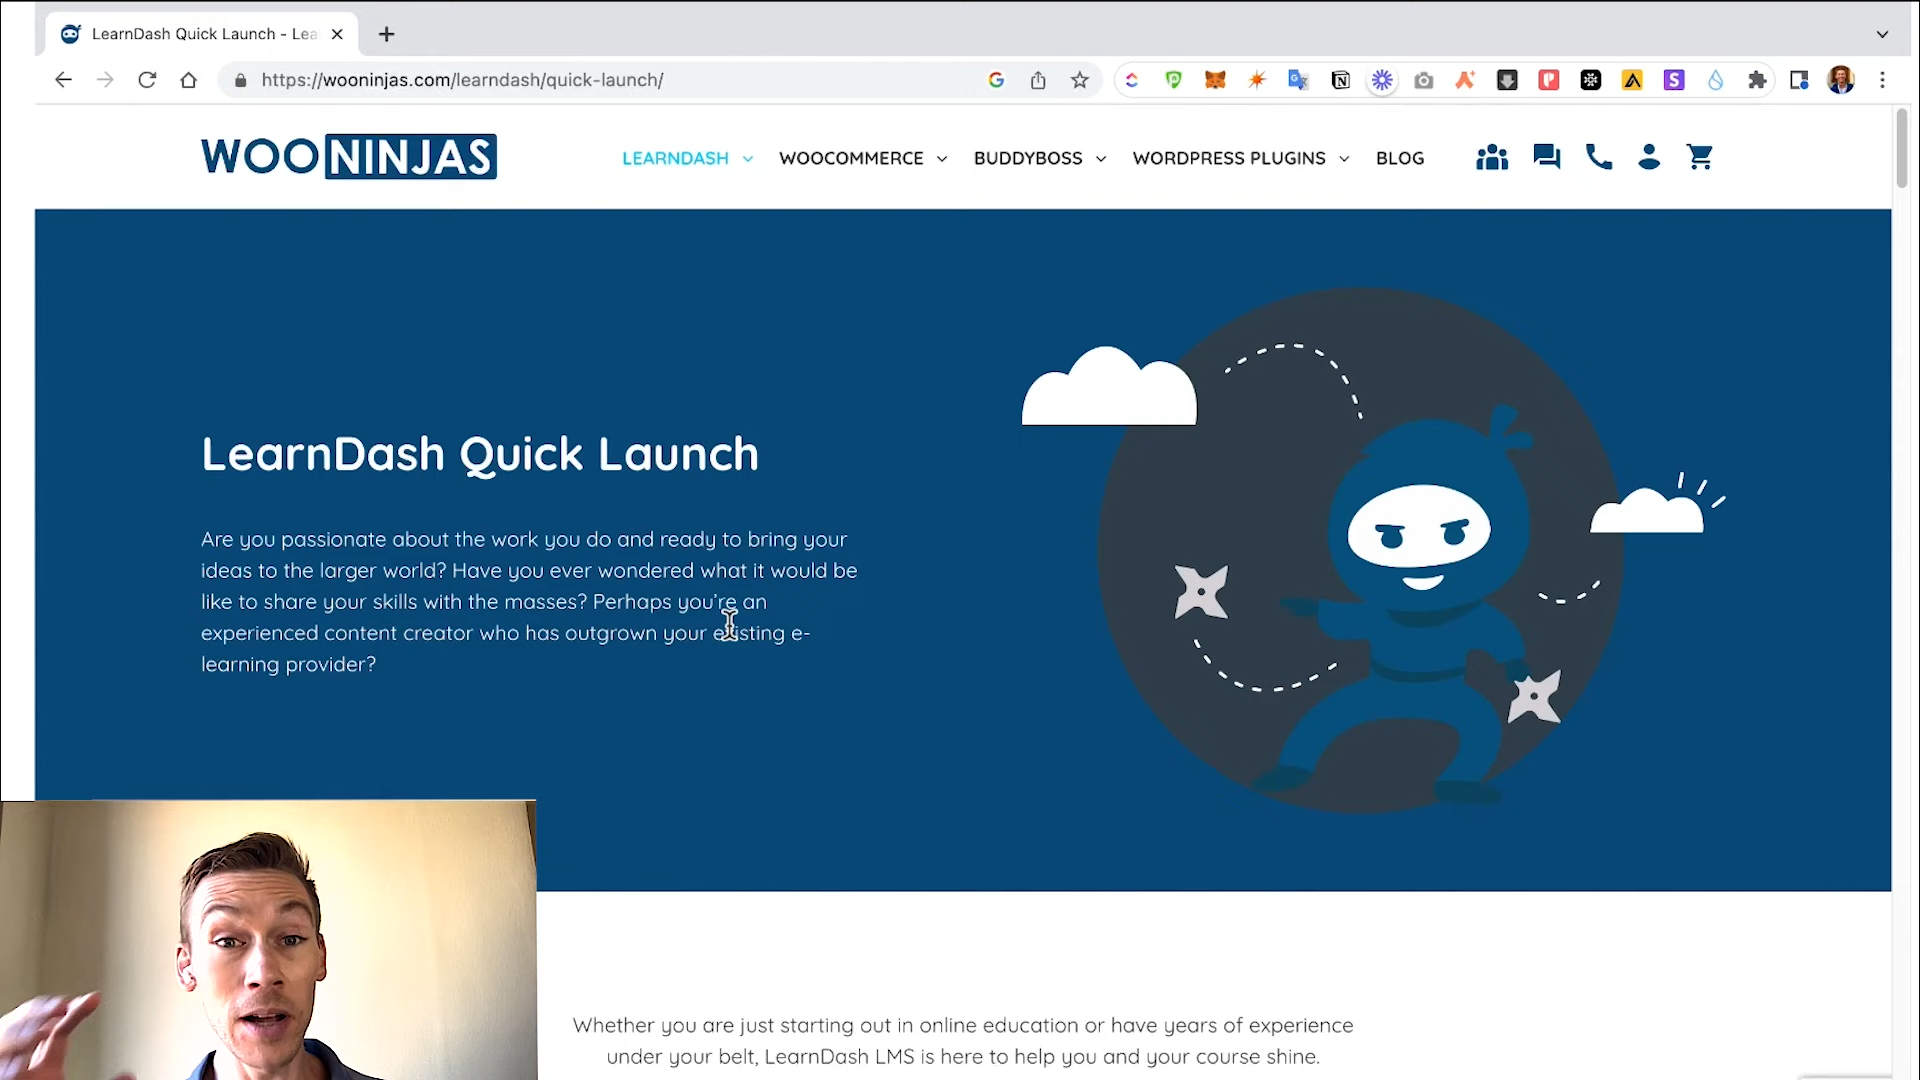 LearnDash Quick Launch - Lea
https://wooninjas.com/learndash/quick-launch/
WOONINJAS
LEARNDASH
WOOCOMMERCE
BUDDYBOSS
WORDPRESS PLUGINS
BLOG
LearnDash Quick Launch
Are you passionate about the work you do and ready to bring your
ideas to the larger world? Have you ever wondered what it would be
like to share your skills with the masses? Perhaps you're an
experienced content creator who has outgrown your existing e-
learning provider?
Whether you are just starting out in online education or have years of experience
under your belt, LearnDash LMS is here to help you and your course shine.